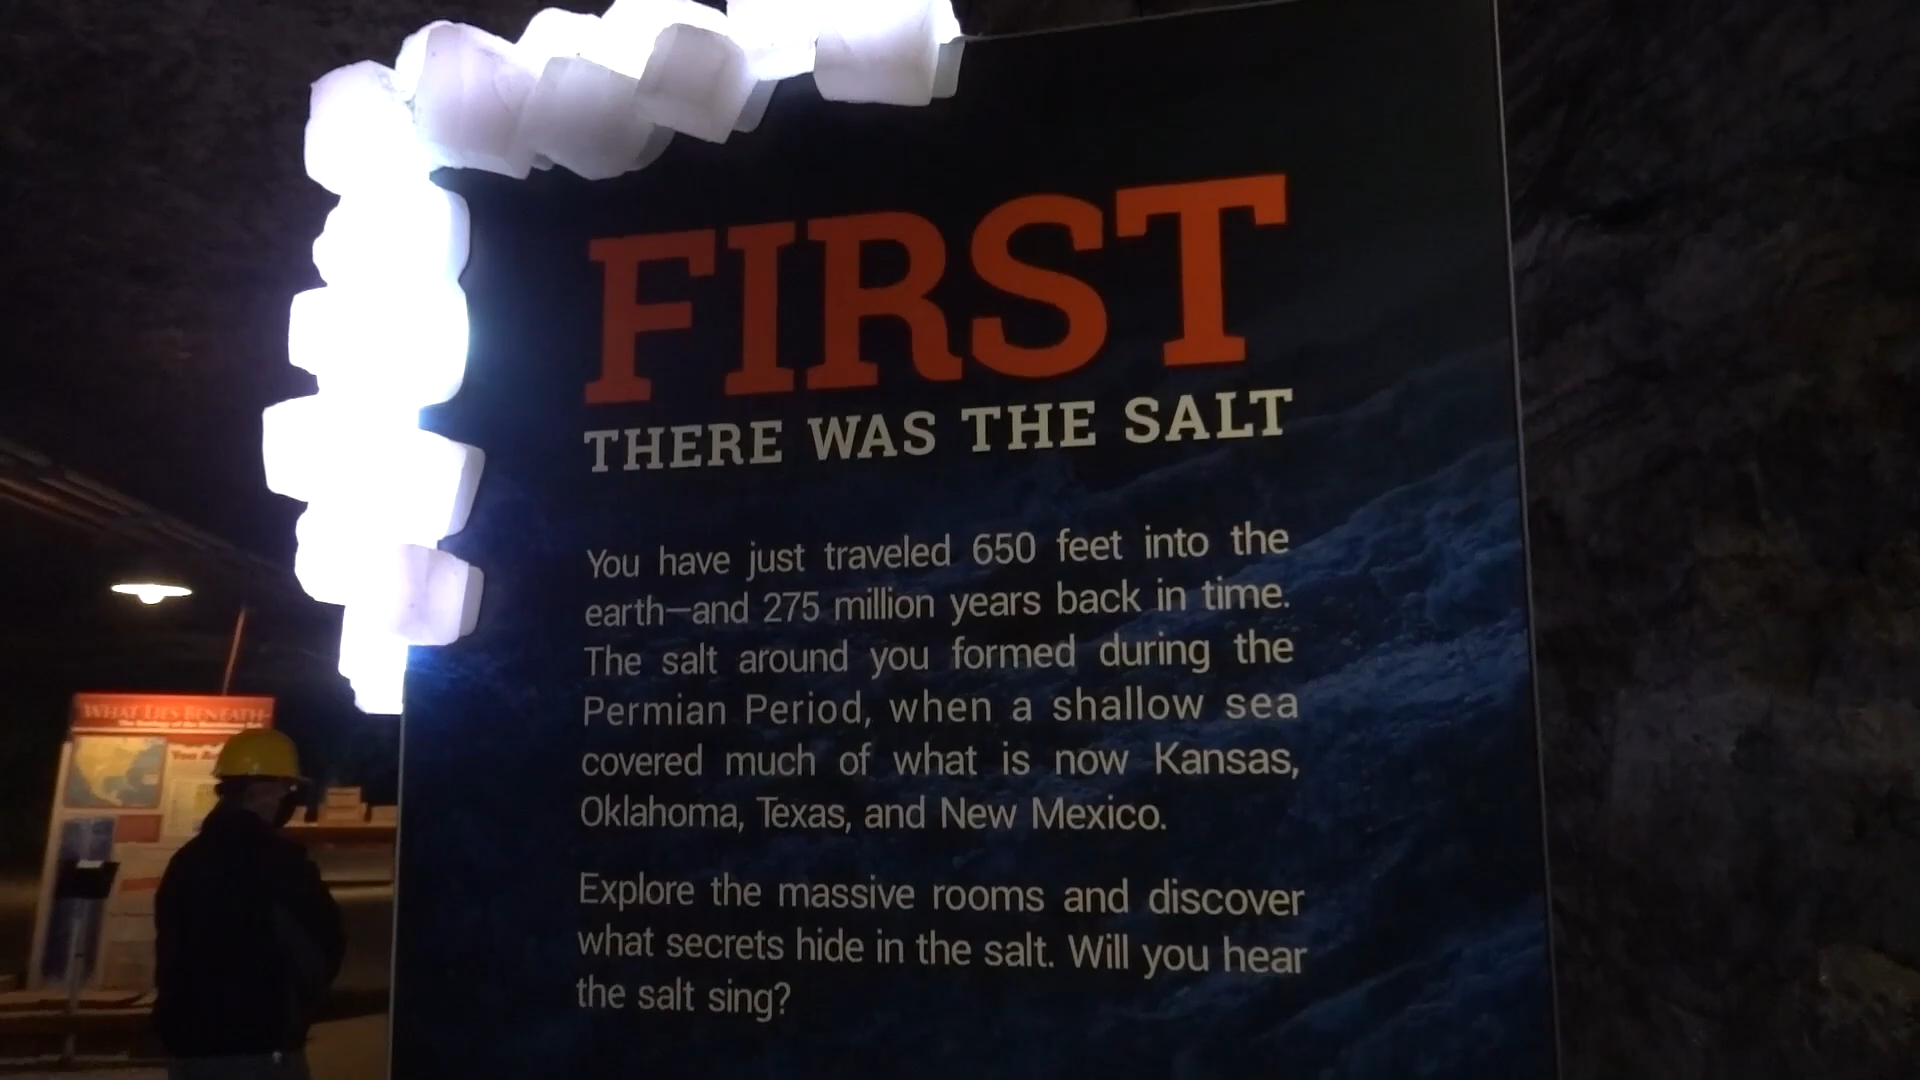 FIRST
THERE WAS THE SALT
You have just traveled 650 feet into the
earth—and 275 million years back in time.
The salt around you formed during the
Permian Period, when a shallow sea
covered much of what is now Kansas,
Oklahoma, Texas, and New Mexico.
Explore the massive rooms and discover
what secrets hide in the salt. Will you hear
the salt sing?
WHAT LIES BENEATH